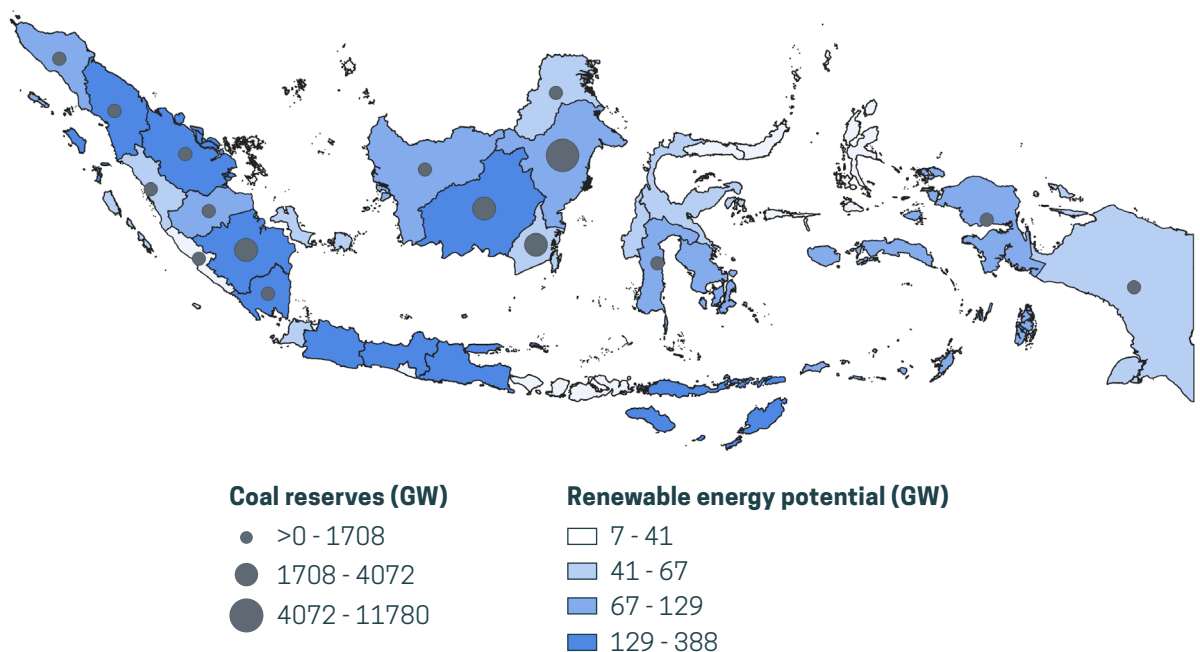 Coal reserves (GW)
>0 - 1708
1708 - 4072
4072 - 11780
Renewable energy potential (GW)
7 - 41
41 - 67
67 - 129
129 - 388